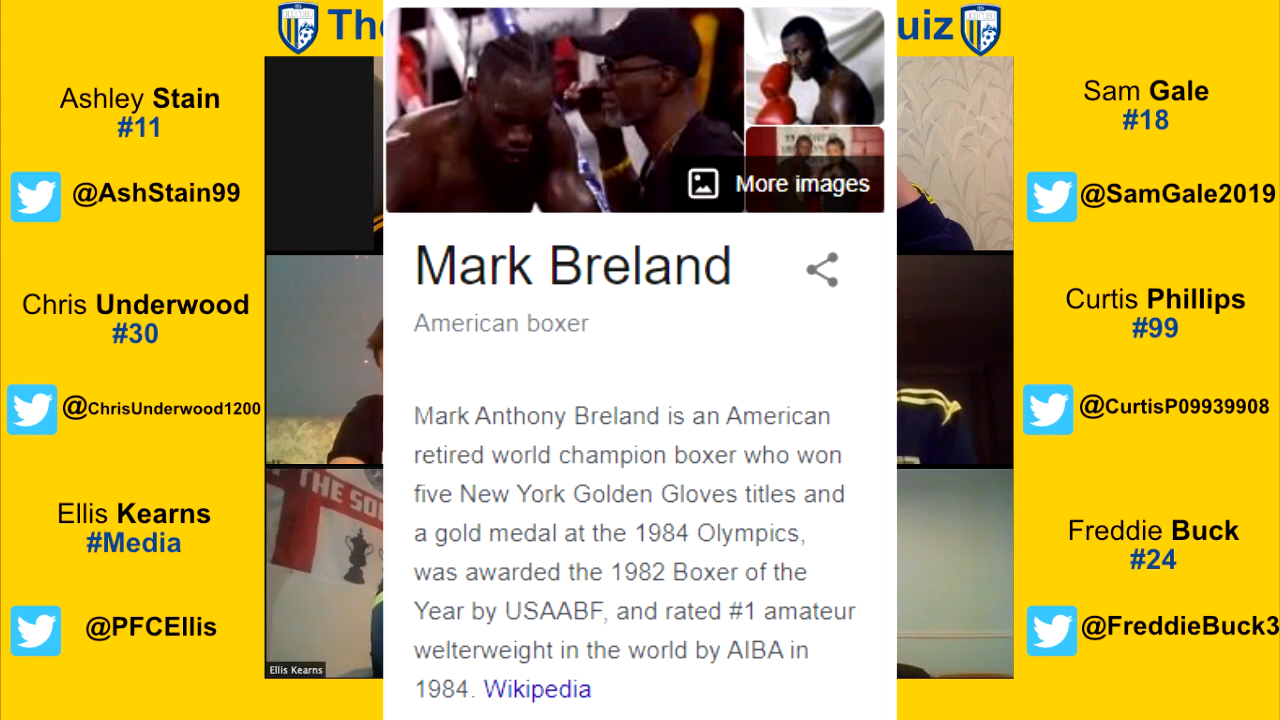 The
uiz
Ashley Stain
#11
@AshStain99
Chris Underwood
#30
@ChrisUnderwood1200
Ellis Kearns
#Media
@PFCEllis
THE SO
Ellis Kearns
More images
Mark Breland
American boxer
Mark Anthony Breland is an American
retired world champion boxer who won
five New York Golden Gloves titles and
a gold medal at the 1984 Olympics,
was awarded the 1982 Boxer of the
Year by USAABF, and rated #1 amateur
welterweight in the world by AIBA in
1984. Wikipedia
Sam Gale
#18
@SamGale2019
Curtis Phillips
#99
@CurtisP09939908
Freddie Buck
#24
@FreddieBuck3